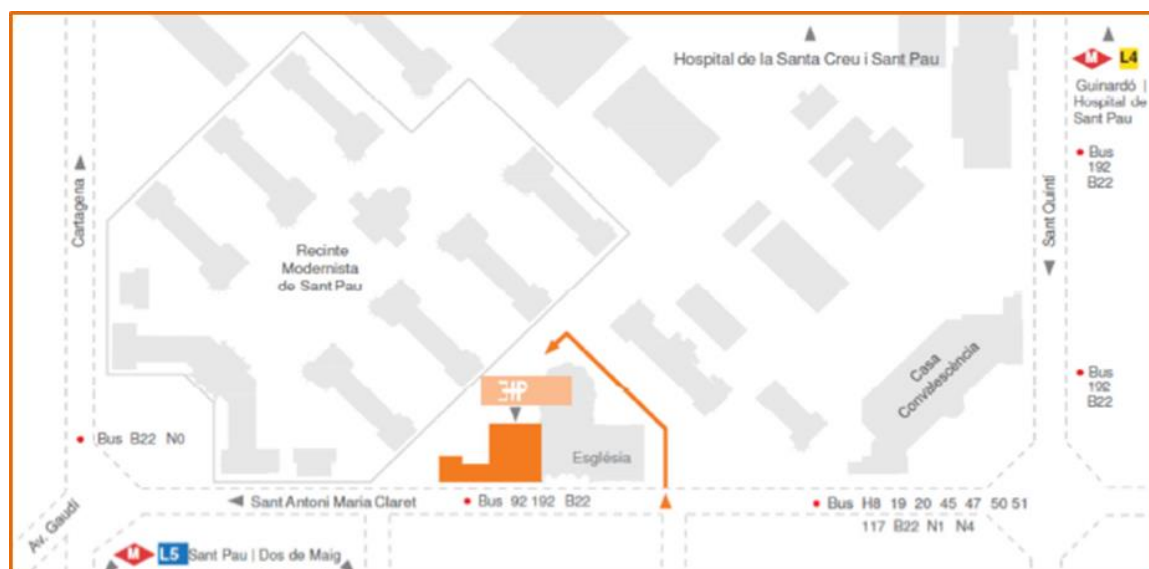 Hospital de la Santa Creu i Sant Pau
M L4
Guinardó |
Hospital de
Sant Pau
Bus
192
B22
Cartagena
Sant Quintí
Recinte
Modernista
de Sant Pau
Casa
Convalescència
Bus
192
B22
Bus B22 N0
Església
Sant Antoni Maria Claret
Bus 92 192 B22
Bus H8 19 20 45 47 50 51
117 B22 N1 N4
Av. Gaudí
M L5 Sant Pau | Dos de Maig